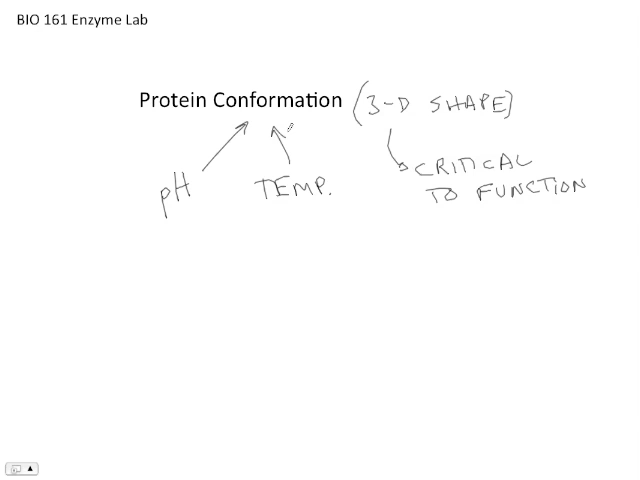 BIO 161 Enzyme Lab
Protein Conformation (3-D SHAPE)
pH
TEMP.
CRITICAL
TO FUNCTION